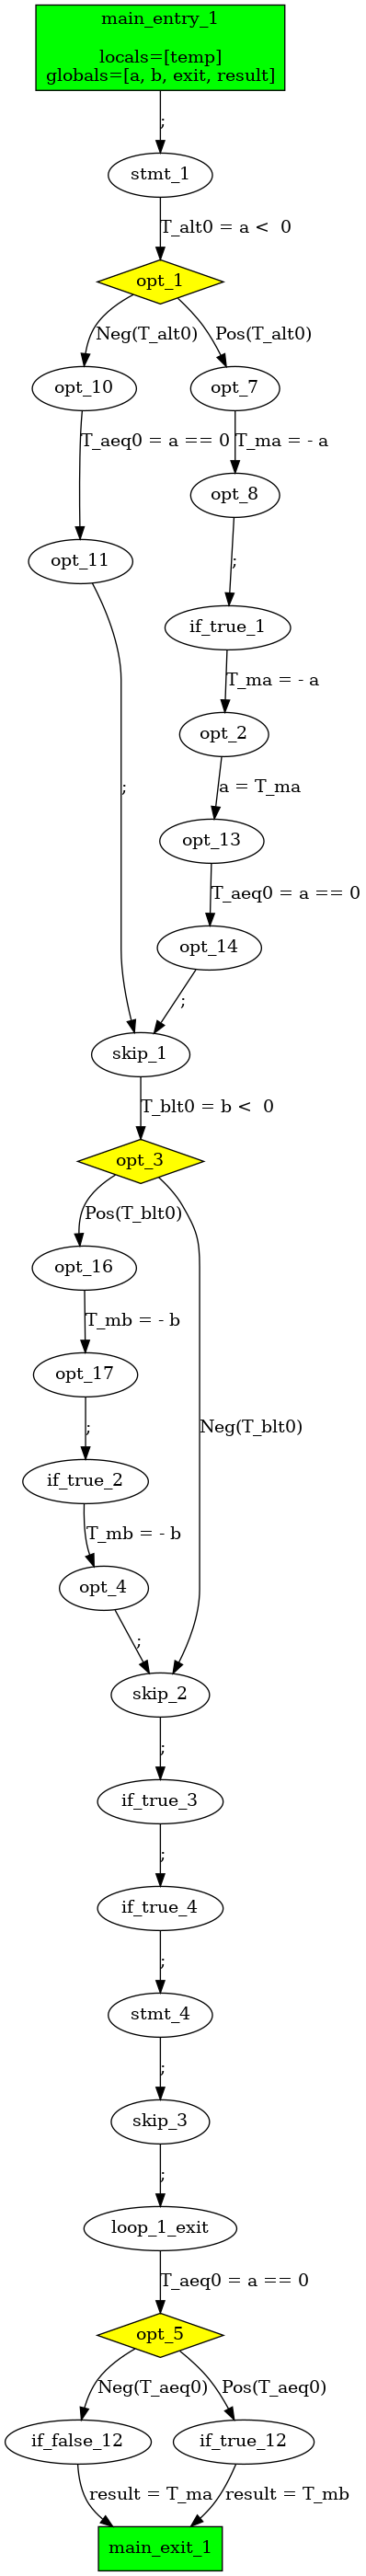 main_entry_1
locals=[temp]
globals=[a, b, exit, result]
;
stmt_1
T_alt0 = a <  0
opt_1
Neg(T_alt0)
Pos(T_alt0)
opt_10
opt_7
T_aeq0 = a == 0
T_ma = - a
opt_8
opt_11
;
if_true_1
T_ma = - a
opt_2
;
a = T_ma
opt_13
T_aeq0 = a == 0
opt_14
;
skip_1
T_blt0 = b <  0
opt_3
Pos(T_blt0)
opt_16
T_mb = - b
opt_17
;
Neg(T_blt0)
if_true_2
T_mb = - b
opt_4
;
skip_2
;
if_true_3
;
if_true_4
;
stmt_4
;
skip_3
;
loop_1_exit
T_aeq0 = a == 0
opt_5
Neg(T_aeq0)
Pos(T_aeq0)
if_false_12
if_true_12
result = T_ma
result = T_mb
main_exit_1